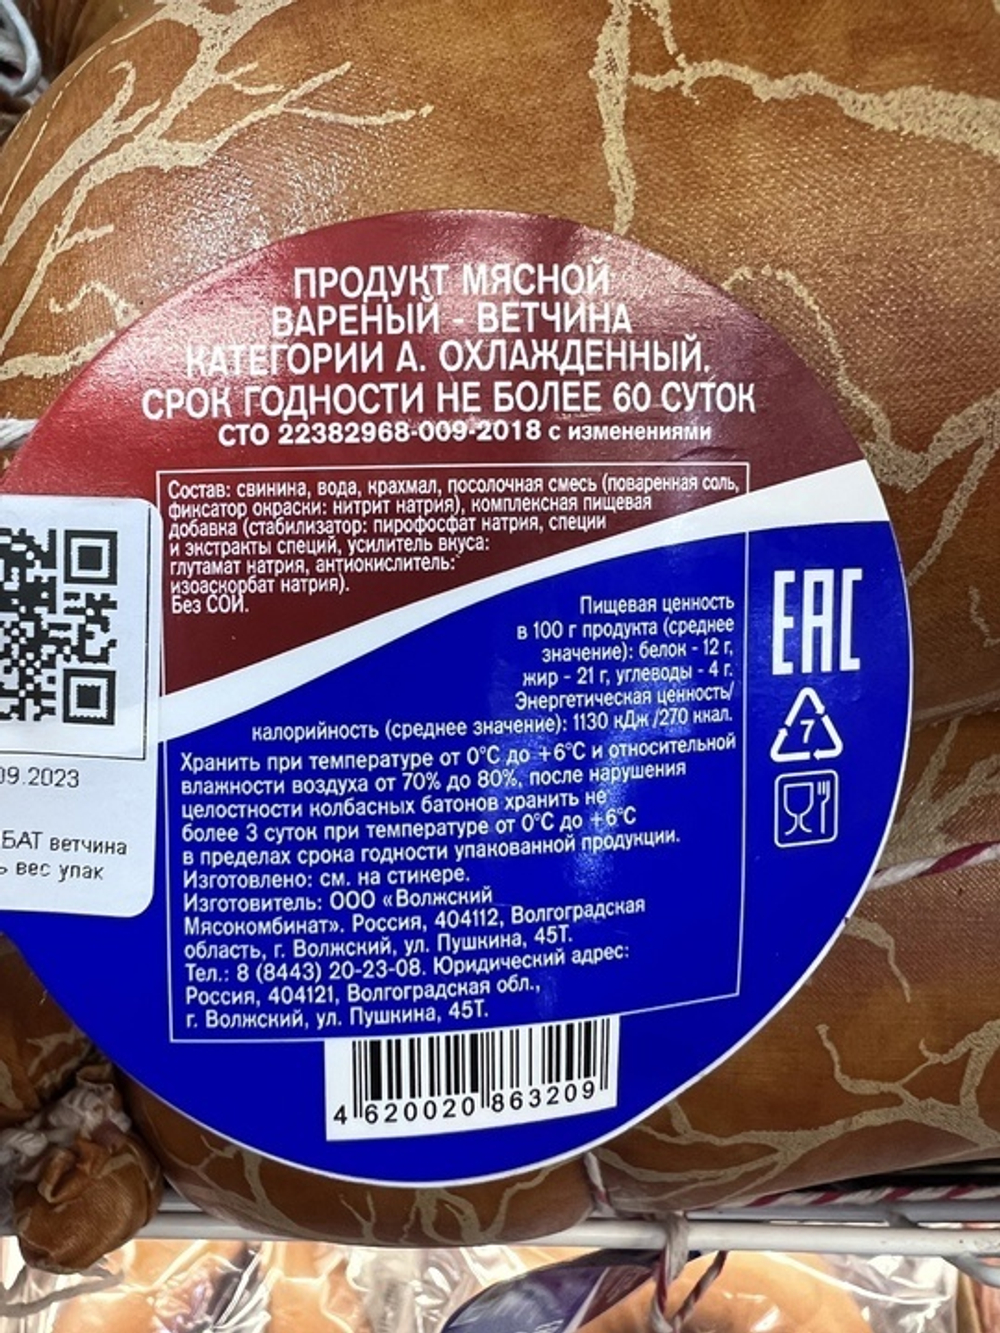 ПРОДУКТ МЯСНОЙ
ВАРЕНЫЙ - ВЕТЧИНА
КАТЕГОРИИ А. ОХЛАЖДЕННЫЙ.
СРОК ГОДНОСТИ НЕ БОЛЕЕ 60 СУТОК
СТО 22382968-009-2018 с изменениями
Состав: свинина, вода, крахмал, посолочная смесь (поваренная соль,
фиксатор окраски: нитрит натрия), комплексная пищевая
добавка (стабилизатор: пирофосфат натрия, специи
и экстракты специй, усилитель вкуса:
глутамат натрия, антиокислитель:
изоаскорбат натрия).
Без СОИ.
Пищевая ценность
в 100 г продукта (среднее
значение): белок - 12 г,
жир - 21 г, углеводы - 4 г.
Энергетическая ценность/
калорийность (среднее значение): 1130 кДж /270 ккал.
ЕАС
7
Хранить при температуре от 0°С до +6°С и относительной
влажности воздуха от 70% до 80%, после нарушения
целостности колбасных батонов хранить не
более 3 суток при температуре от 0°С до +6°С
в пределах срока годности упакованной продукции.
Изготовлено: см. на стикере.
Изготовитель: ООО «Волжский
Мясокомбинат». Россия, 404112, Волгоградская
область, г. Волжский, ул. Пушкина, 45Т.
Тел.: 8 (8443) 20-23-08. Юридический адрес:
Россия, 404121, Волгоградская обл.,
г. Волжский, ул. Пушкина, 45Т.
4 620020 863209
09.2023
БАТ ветчина
ь вес упак